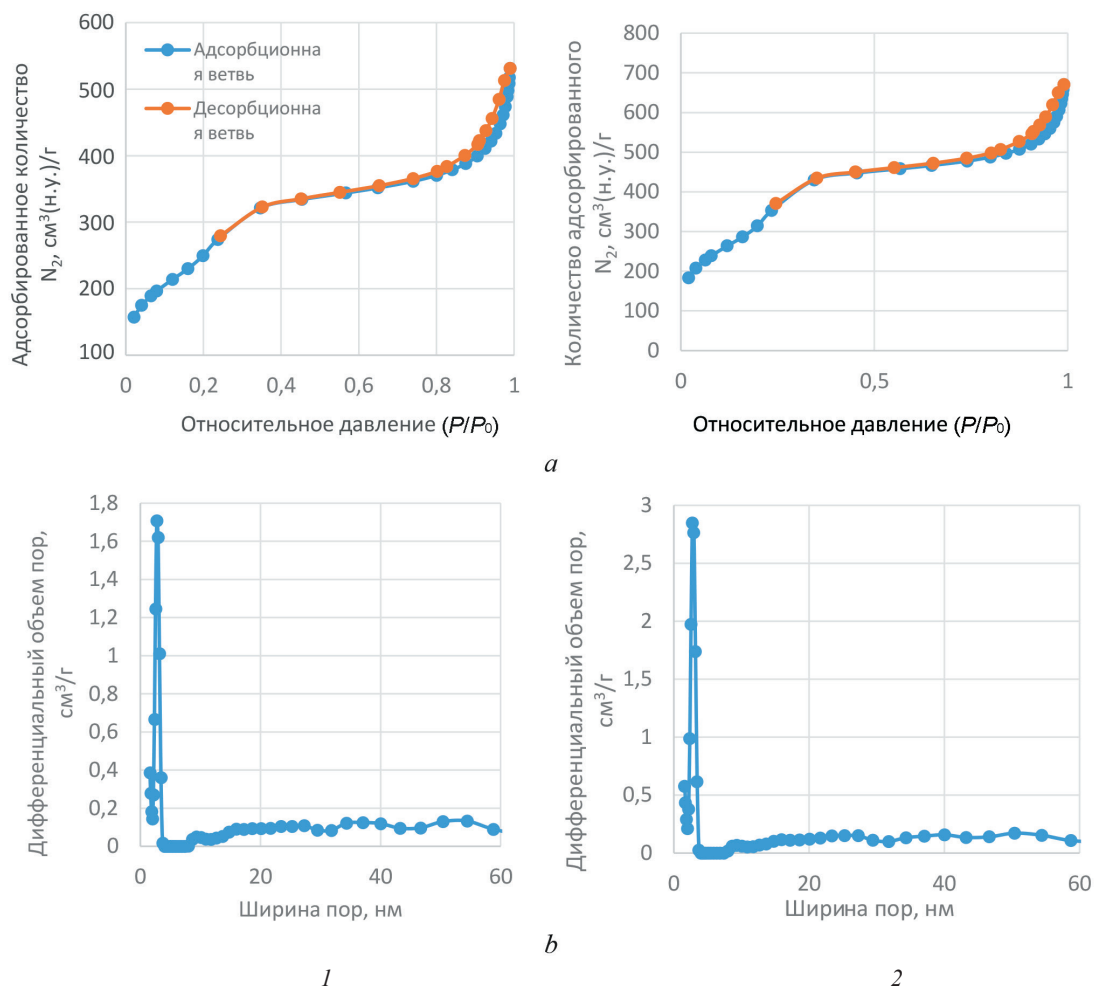 Адсорбированное количество
N₂, см³(н.у.)/г
600
500
400
300
200
100
Адсорбционна
я ветвь
Десорбционна
я ветвь
0
0,2
0,4
0,6
0,8
1
Относительное давление (P/P₀)
Количество адсорбированного
N₂, см³(н.у.)/г
800
700
600
500
400
300
200
100
0
0
0,5
1
Относительное давление (P/P₀)
a
Дифференциальный объем пор,
см³/г
1,8
1,6
1,4
1,2
1
0,8
0,6
0,4
0,2
0
0
20
40
60
Ширина пор, нм
Дифференциальный объем пор,
см³/г
3
2,5
2
1,5
1
0,5
0
0
20
40
60
Ширина пор, нм
b
1
2